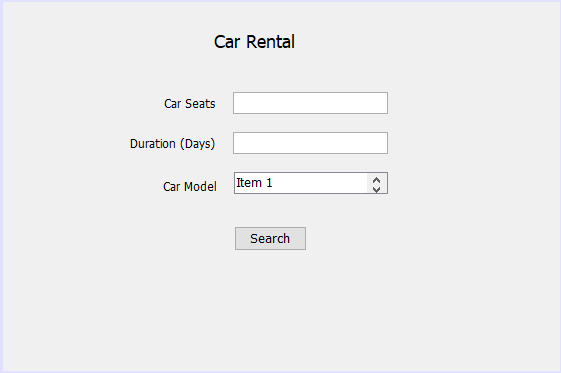 Car Rental
Car Seats
Duration (Days)
Car Model Item 1
Search